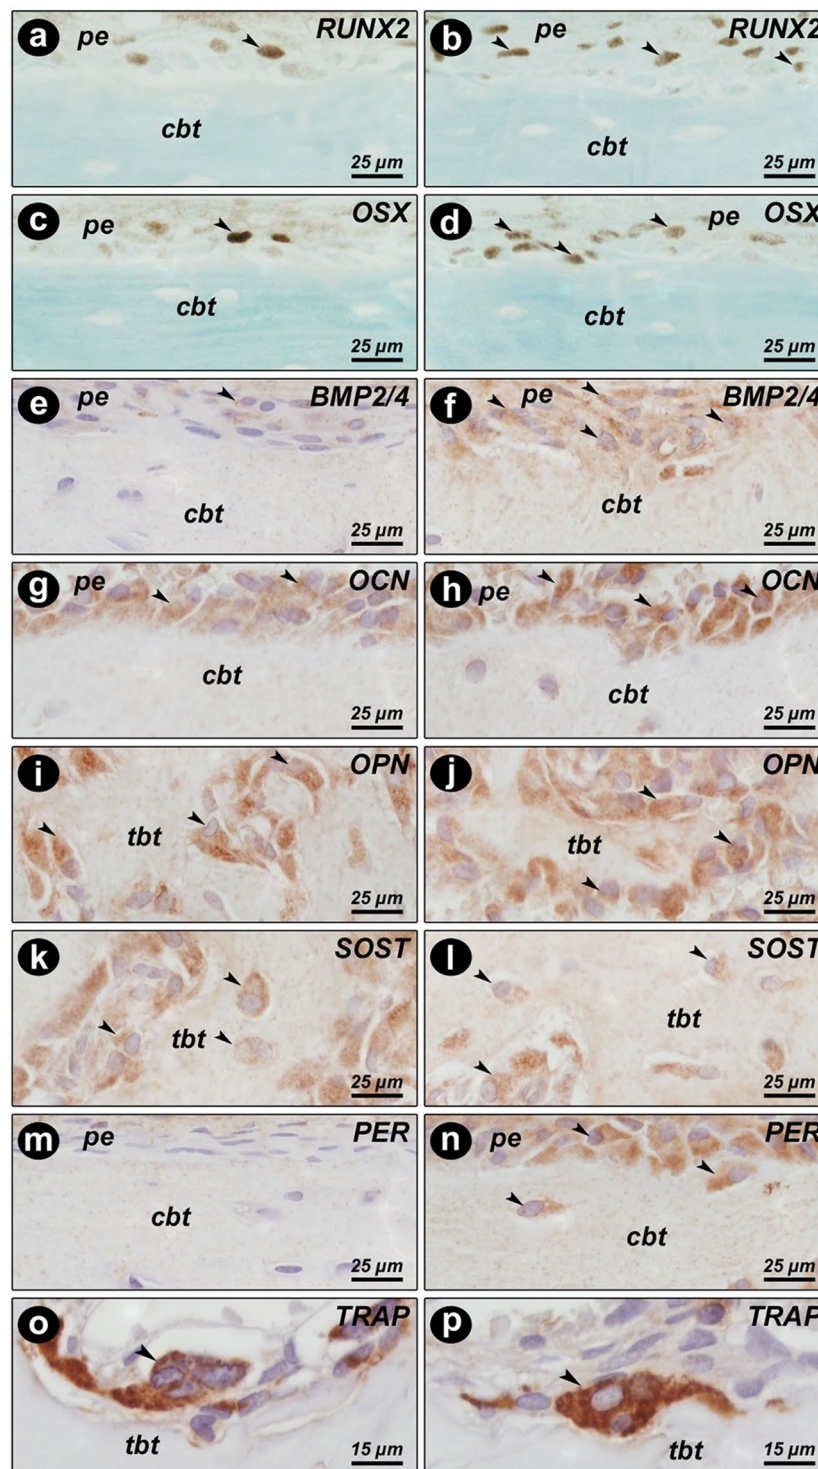 a pe RUNX2
cbt
25 µm
b pe RUNX2
cbt
25 µm
c pe OSX
cbt
25 µm
d pe OSX
cbt
25 µm
e pe BMP2/4
cbt
25 µm
f pe BMP2/4
cbt
25 µm
g pe OCN
cbt
25 µm
h pe OCN
cbt
25 µm
i OPN
tbt
25 µm
j OPN
tbt
25 µm
k SOST
tbt
25 µm
l SOST
tbt
25 µm
m pe PER
cbt
25 µm
n pe PER
cbt
25 µm
o TRAP
tbt
15 µm
p TRAP
tbt
15 µm